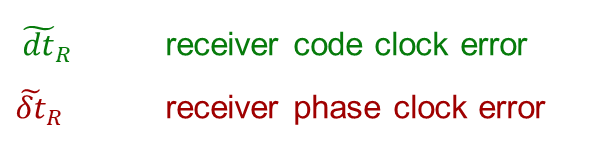 d͠t_R receiver code clock error
δ̃t_R receiver phase clock error